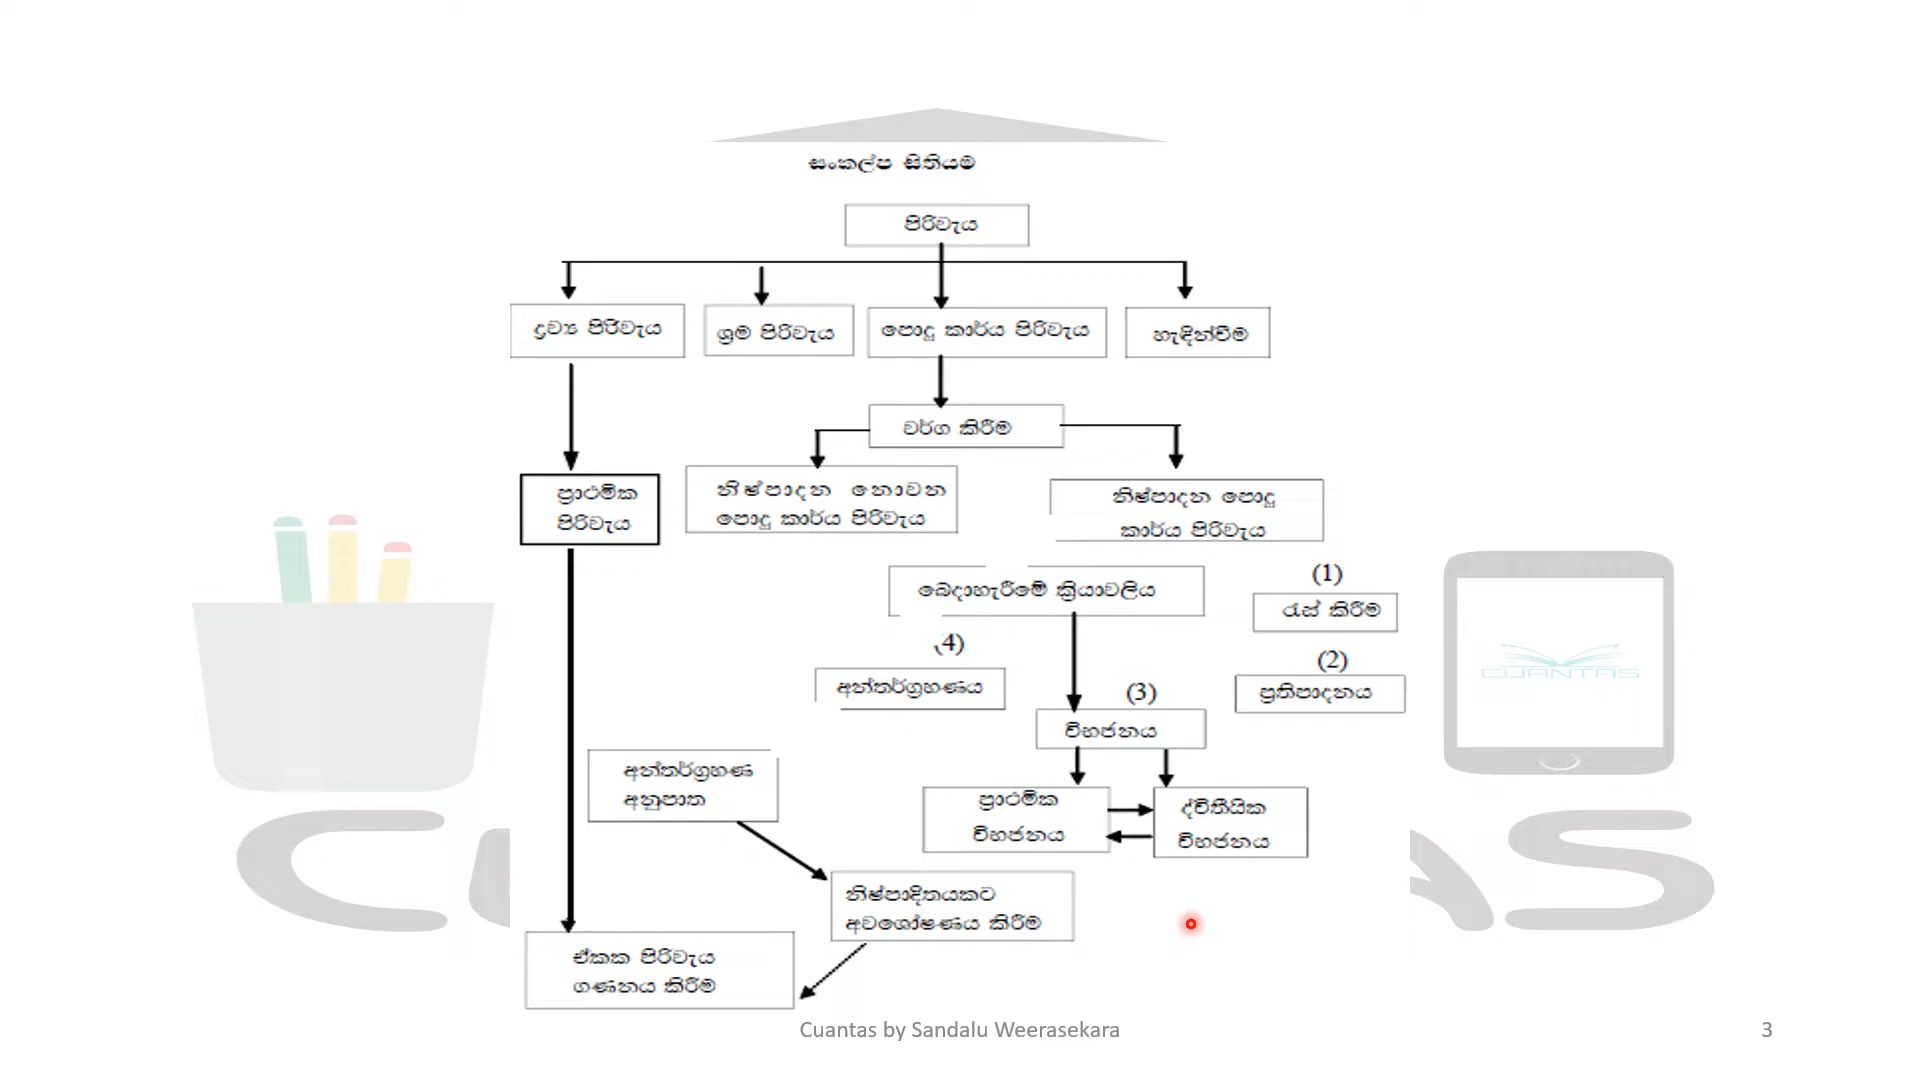 සංකල්ප සිතියම
පිරිවැය
ද්‍රව්‍ය පිරිවැය
ශ්‍රම පිරිවැය
පොදු කාර්ය පිරිවැය
හැඳින්වීම
වර්ග කිරීම
ප්‍රාථමික
පිරිවැය
නිෂ්පාදන නොවන
පොදු කාර්ය පිරිවැය
නිෂ්පාදන පොදු
කාර්ය පිරිවැය
බෙදාහැරීමේ ක්‍රියාවලිය
(1)
රැස් කිරීම
(4)
අන්තර්ග්‍රහණය
(2)
ප්‍රතිපාදනය
(3)
විභජනය
අන්තර්ග්‍රහණ
අනුපාත
ප්‍රාථමික
විභජනය
ද්විතීයික
විභජනය
නිෂ්පාදිතයකට
අවශෝෂණය කිරීම
ඒකක පිරිවැය
ගණනය කිරීම
CUANTAS
Cuantas by Sandalu Weerasekara
3